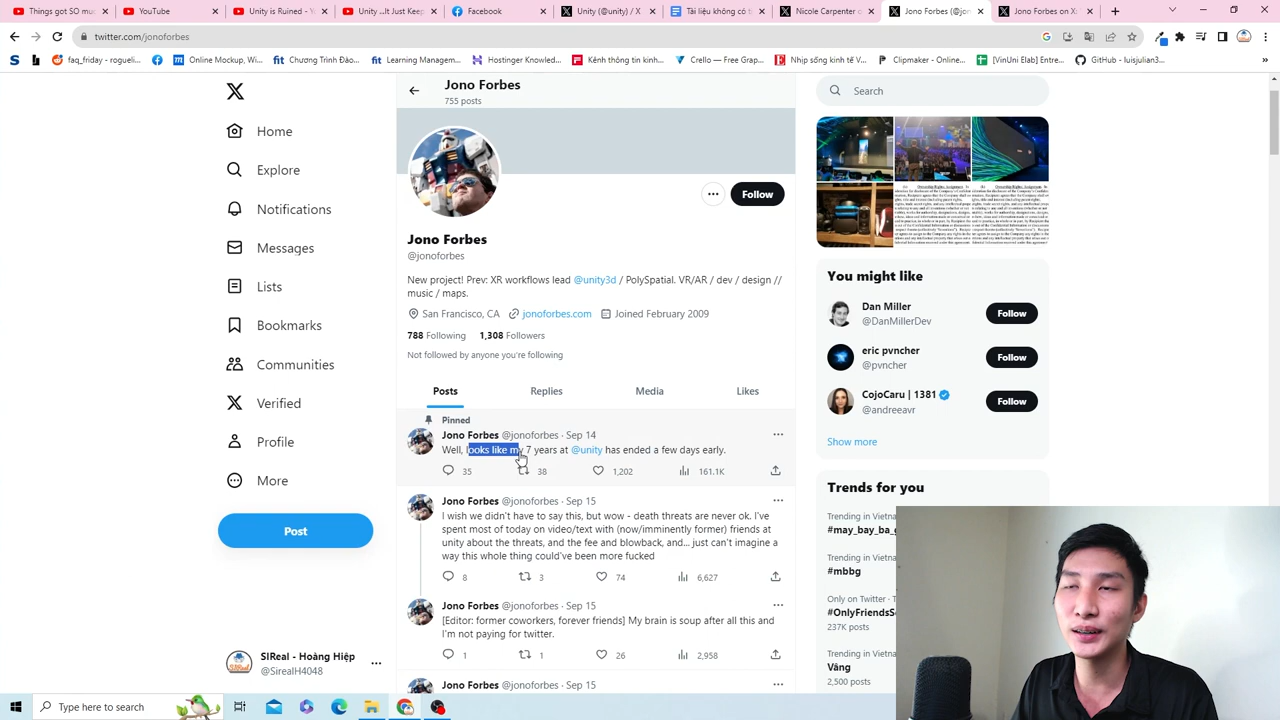 Things got SO muc
YouTube
Unity is Ruined - Yo
Unity ...It Just Keep
Facebook
Unity (@unity) / X
Tài liệu không có ti
Nicole Carpenter o
Jono Forbes (@jon
Jono Forbes on X:
twitter.com/jonoforbes
faq_friday - rogueli...
Online Mockup, Wi...
Chương Trình Đào...
Learning Managem...
Hostinger Knowled...
Kênh thông tin kinh...
Crello — Free Grap...
Nhịp sống kinh tế V...
Clipmaker - Custom...
[VinUni Elab] Entre...
GitHub - luisjulian3...
»
Jono Forbes
755 posts
Search
Home
Explore
Notifications
Messages
Lists
Bookmarks
Communities
Verified
Profile
More
Post
SIReal - Hoàng Hiệp
@SirealH4048
Follow
Jono Forbes
@jonoforbes
New project! Prev: XR workflows lead @unity3d / PolySpatial. VR/AR / dev / design //
music / maps.
San Francisco, CA jonoforbes.com Joined February 2009
788 Following 1,308 Followers
Not followed by anyone you're following
Posts Replies Media Likes
Pinned
Jono Forbes @jonoforbes · Sep 14
Well, looks like my 7 years at @unity has ended a few days early.
35 38 1,202 161.1K
Jono Forbes @jonoforbes · Sep 15
I wish we didn't have to say this, but wow - death threats are never ok. I've
spent most of today on video/text with (now/imminently former) friends at
unity about the threats, and the fee and blowback, and... just can't imagine a
way this whole thing could've been more fucked
8 3 74 6,627
Jono Forbes @jonoforbes · Sep 15
[Editor: former coworkers, forever friends] My brain is soup after all this and
I'm not paying for twitter.
1 1 26 2,958
Jono Forbes @jonoforbes · Sep 15
You might like
Dan Miller
@DanMillerDev
Follow
eric pvncher
@pvncher
Follow
CojoCaru | 1381
@andreeavr
Follow
Show more
Trends for you
Trending in Vietna
#may_bay_ba_g
Trending in Vietna
#mbbg
Only on Twitter · T
#OnlyFriendsSe
237K posts
Trending in Vietna
Vâng
2,500 posts
Type here to search